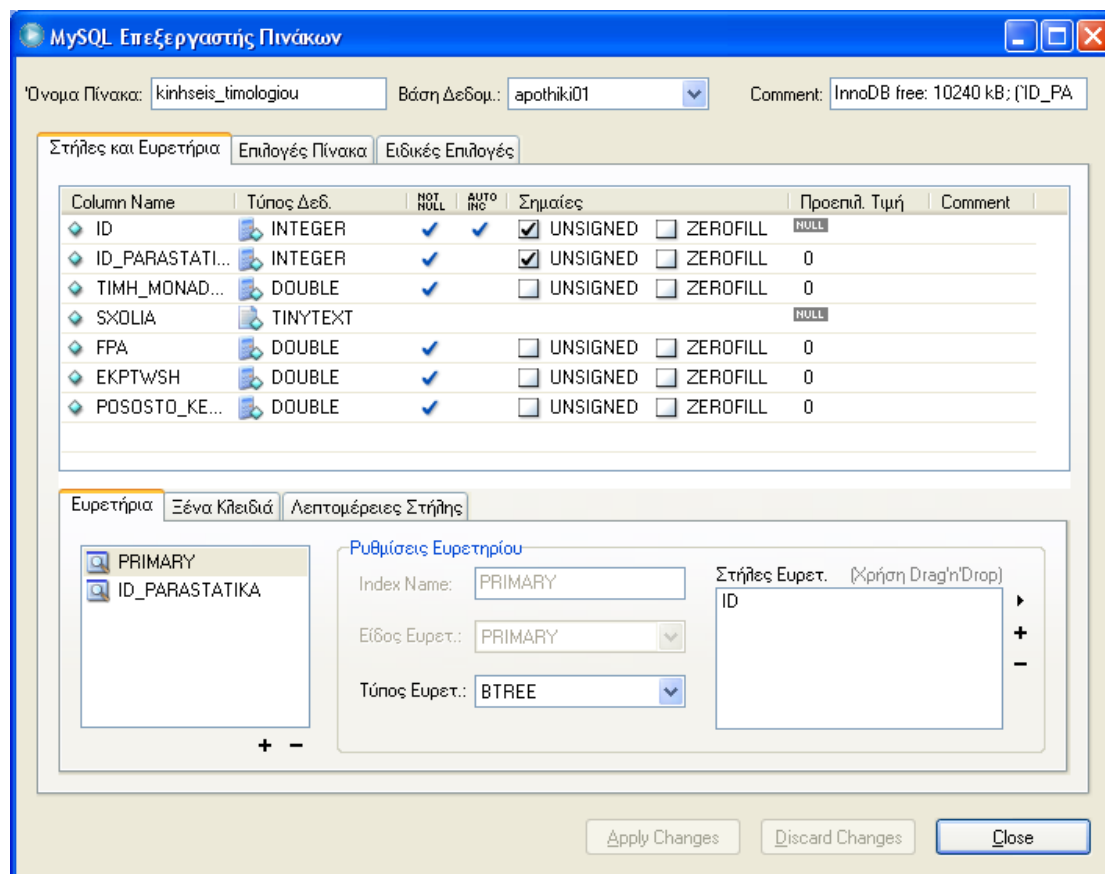 MySQL Επεξεργαστής Πινάκων
Όνομα Πίνακα: kinhseis_timologiou Βάση Δεδομ.: apothiki01 Comment: InnoDB free: 10240 kB; (`ID_PA
Στήλες και Ευρετήρια Επιλογές Πίνακα Ειδικές Επιλογές
Column Name Τύπος Δεδ. NOT NULL AUTO INC Σημαίες Προεπιλ. Τιμή Comment
ID INTEGER UNSIGNED ZEROFILL NULL
ID_PARASTATI... INTEGER UNSIGNED ZEROFILL 0
TIMH_MONAD... DOUBLE UNSIGNED ZEROFILL 0
SXOLIA TINYTEXT NULL
FPA DOUBLE UNSIGNED ZEROFILL 0
EKPTWSH DOUBLE UNSIGNED ZEROFILL 0
POSOSTO_KE... DOUBLE UNSIGNED ZEROFILL 0
Ευρετήρια Ξένα Κλειδιά Λεπτομέρειες Στήλης
PRIMARY
ID_PARASTATIKA
Ρυθμίσεις Ευρετηρίου
Index Name: PRIMARY
Είδος Ευρετ.: PRIMARY
Τύπος Ευρετ.: BTREE
Στήλες Ευρετ. (Χρήση Drag'n'Drop)
ID
Apply Changes Discard Changes Close